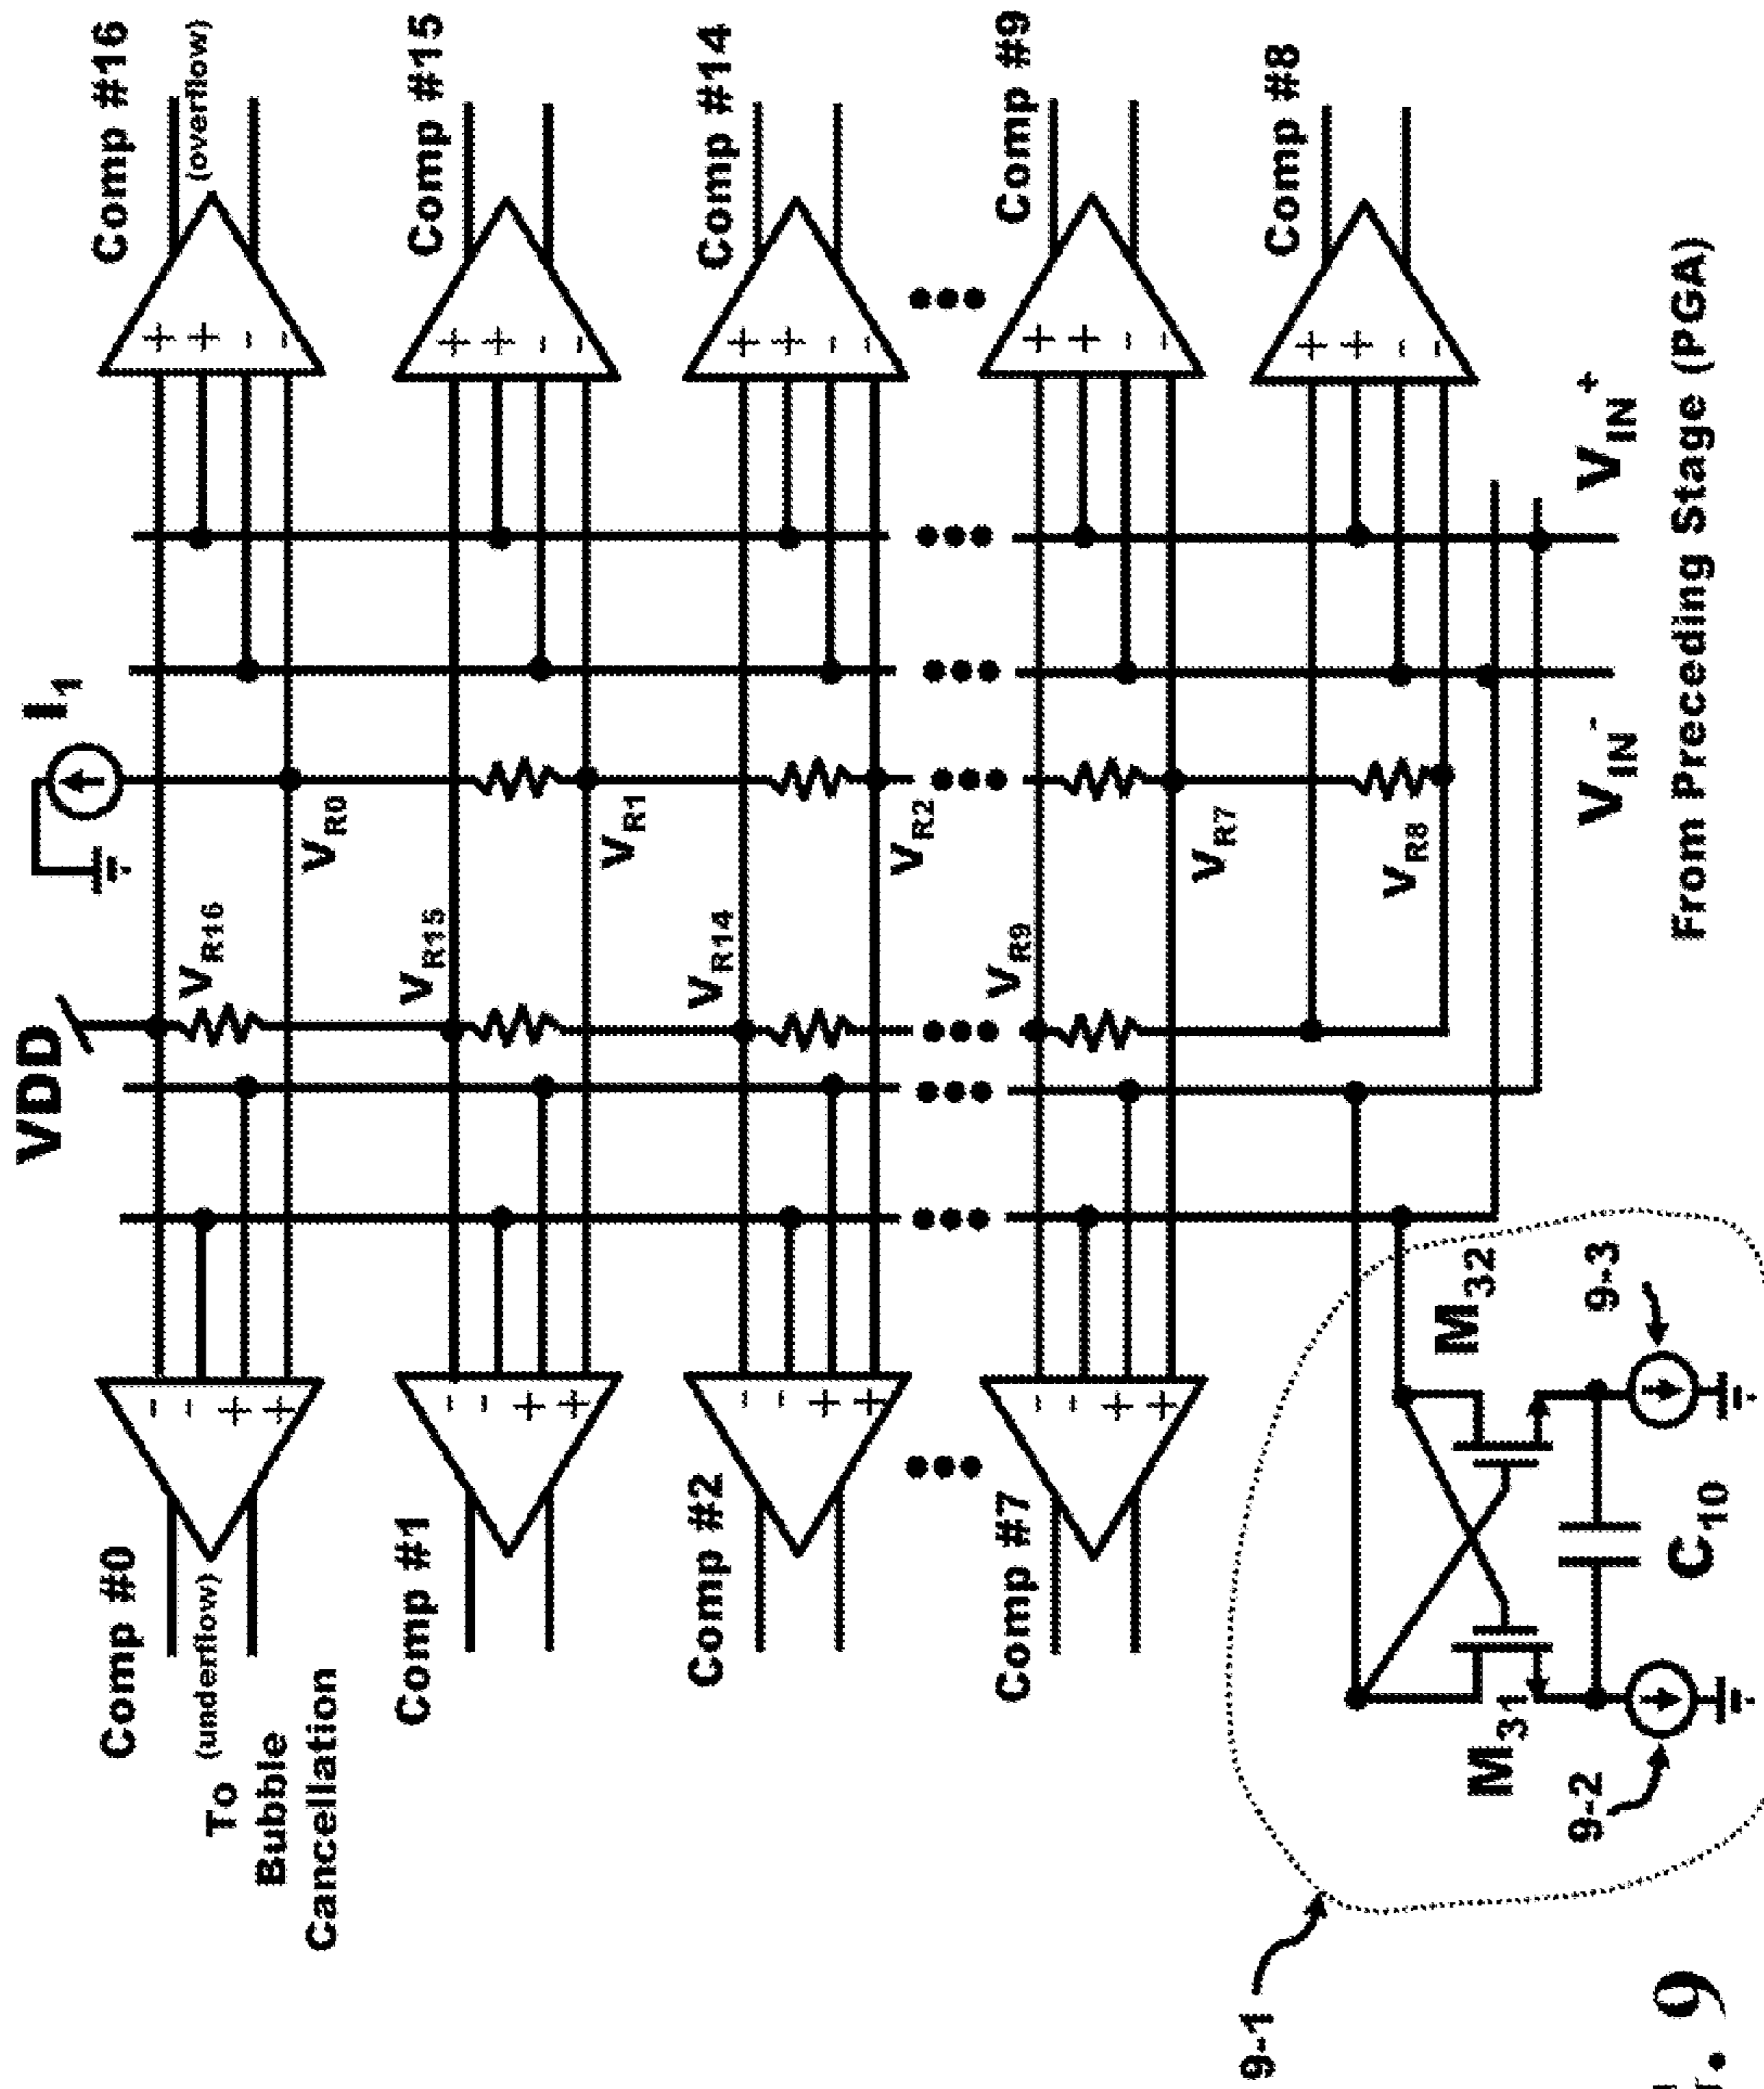 Comp #16
(overflow)
Comp #15
Comp #14
Comp #9
Comp #8
I1
VDD
VR16
VR0
VR15
VR1
VR14
VR2
VR9
VR7
VR8
VIN+
VIN-
From Preceding Stage (PGA)
Comp #0
(underflow)
To
Bubble
Cancellation
Comp #1
Comp #2
Comp #7
M32
M31
9-3
9-2
C10
9-1
9